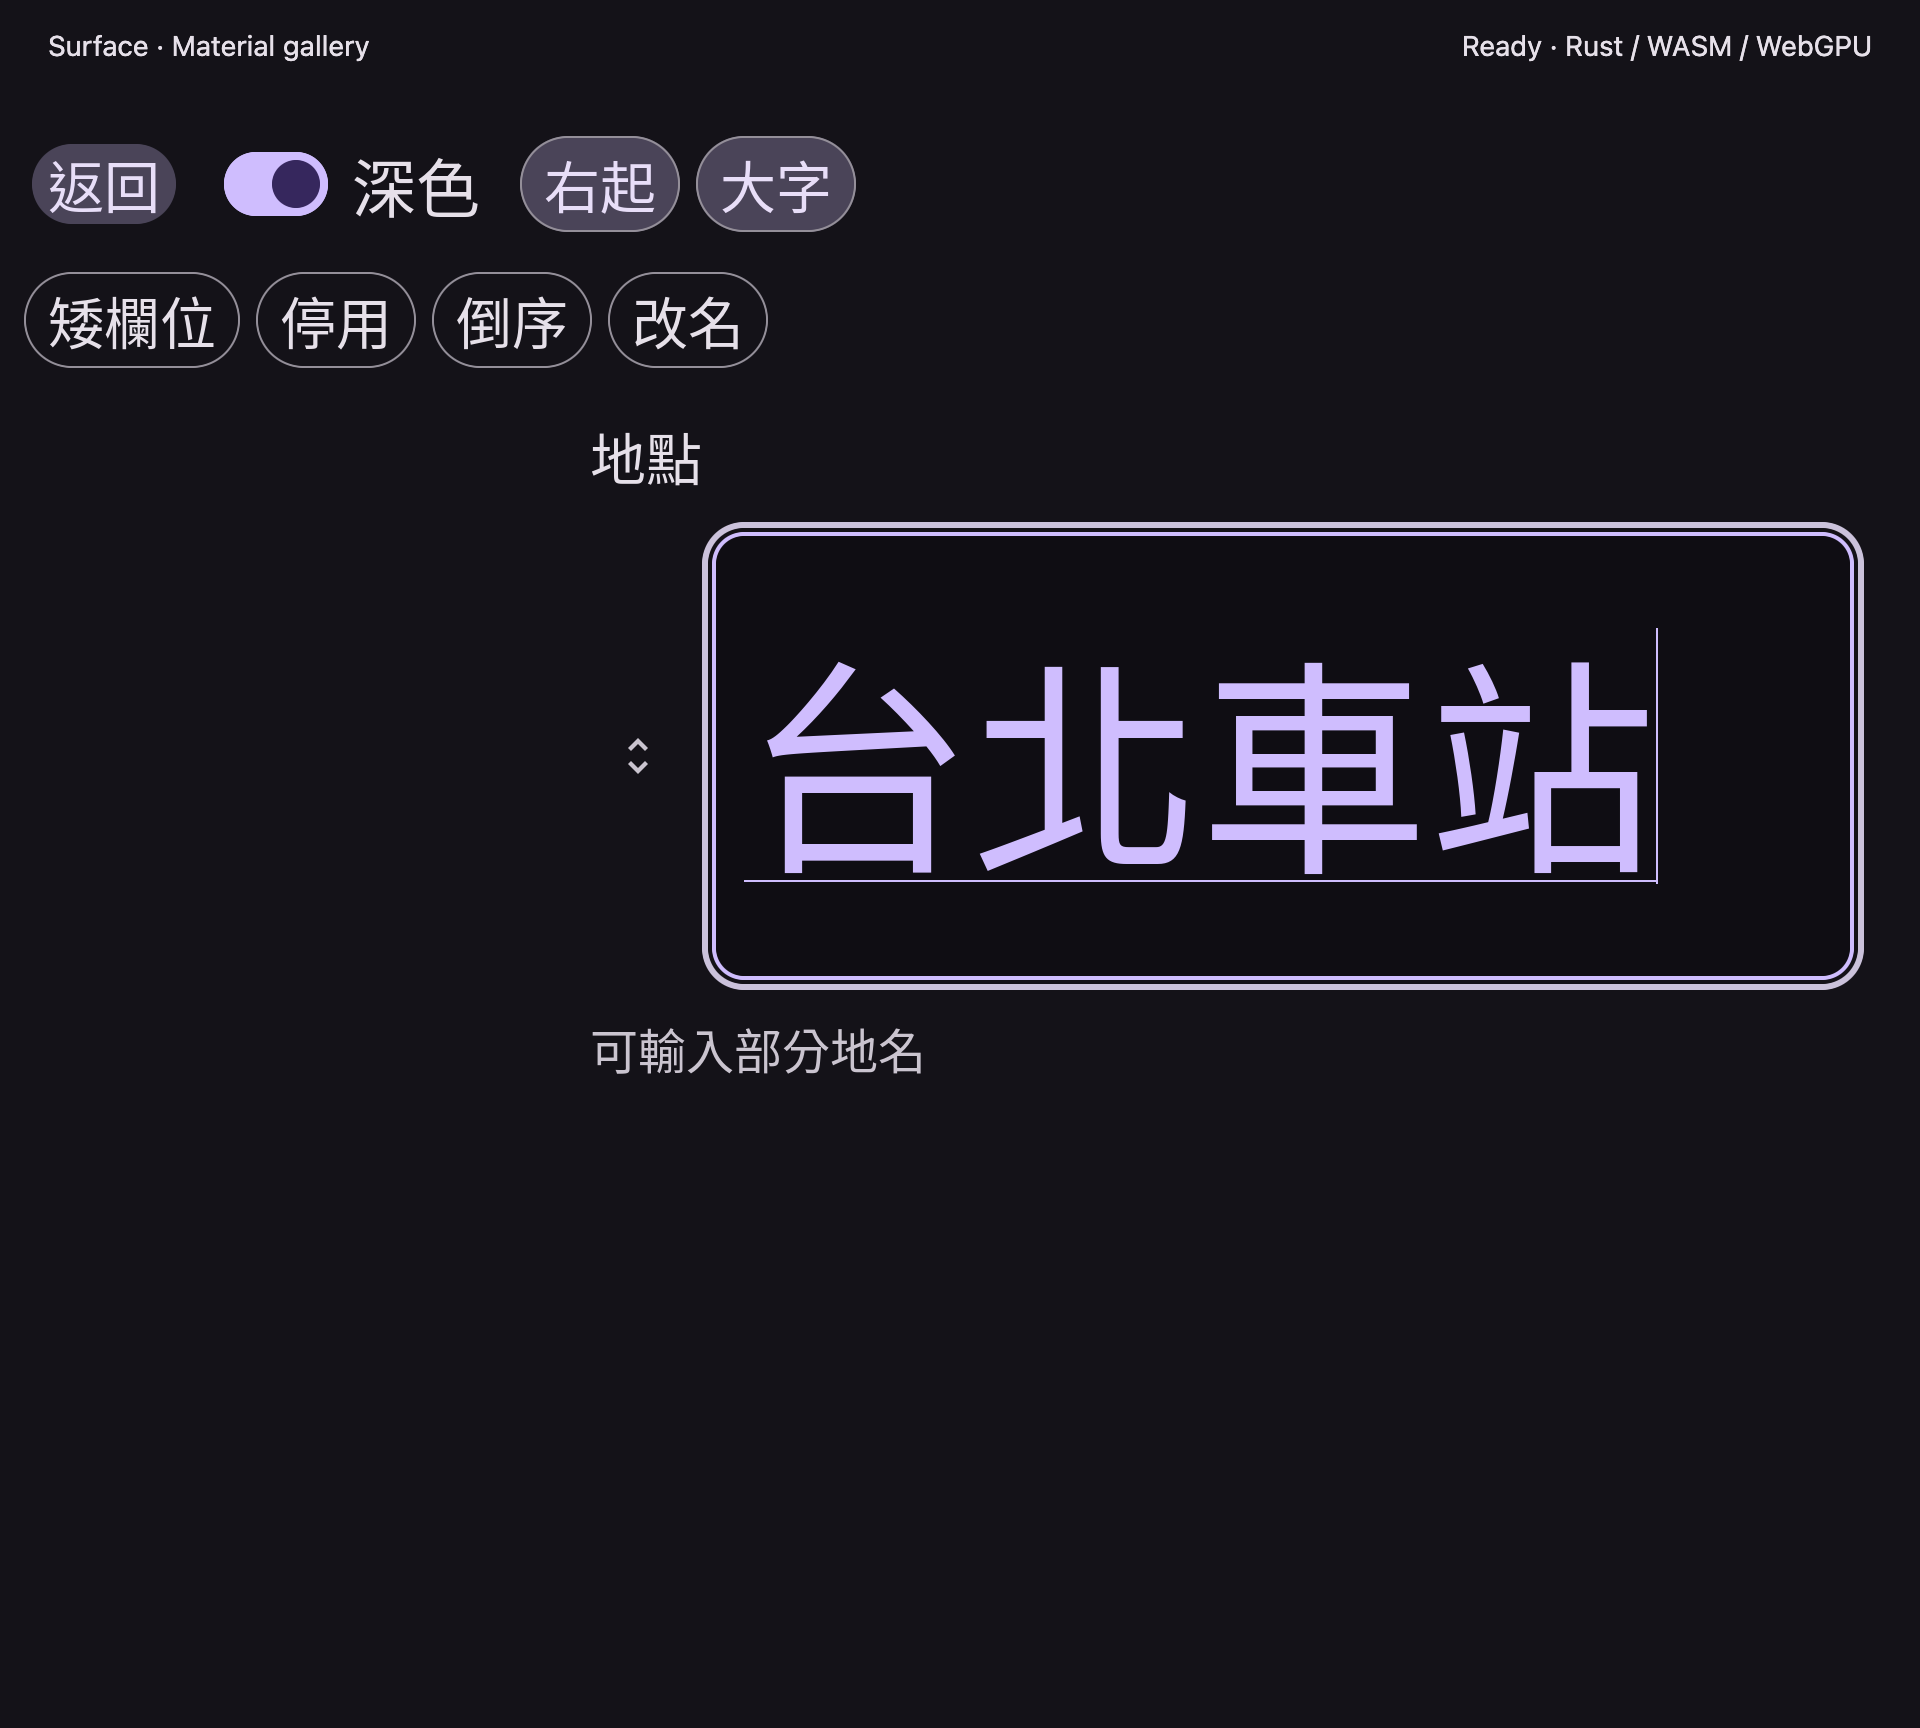 Surface · Material gallery
Ready · Rust / WASM / WebGPU
返回 深色 右起 大字
矮欄位 停用 倒序 改名
地點
台北車站
可輸入部分地名